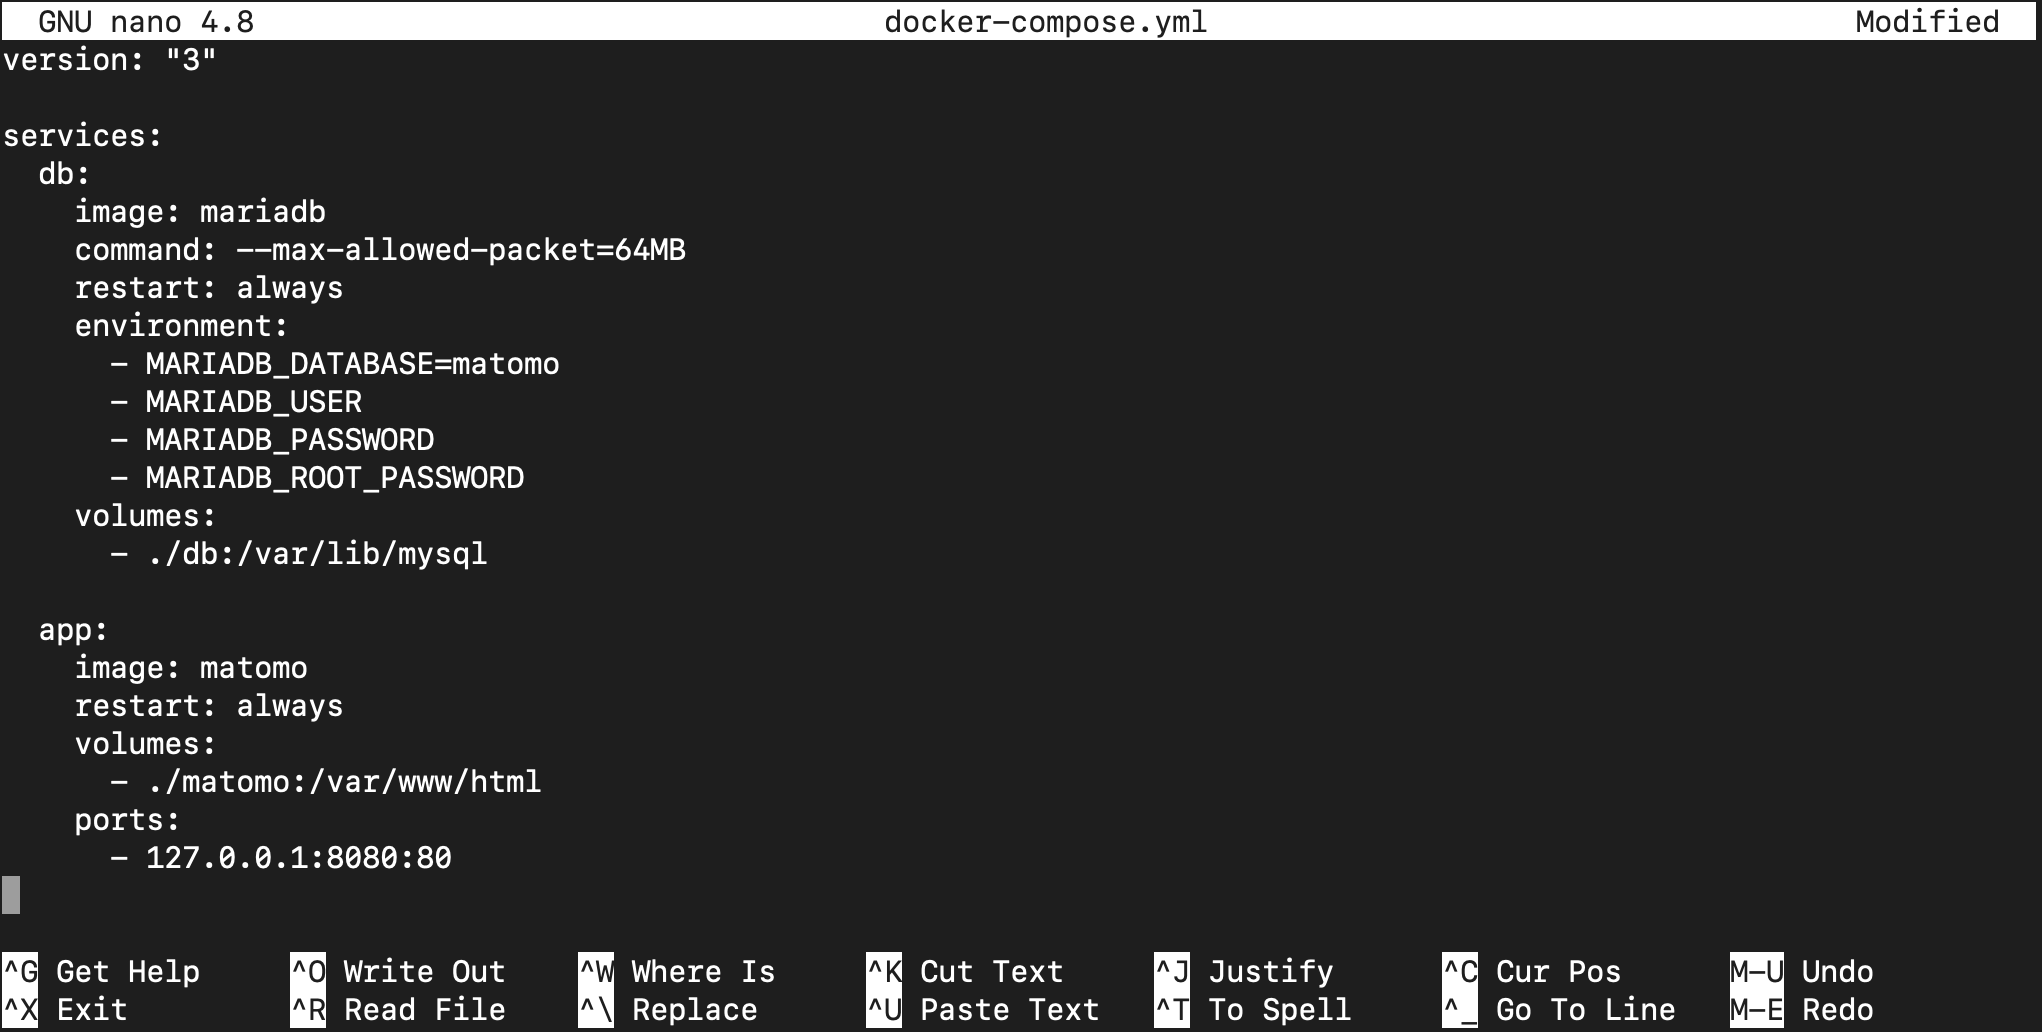 GNU nano 4.8 docker-compose.yml Modified
version: "3"

services:
  db:
    image: mariadb
    command: --max-allowed-packet=64MB
    restart: always
    environment:
      - MARIADB_DATABASE=matomo
      - MARIADB_USER
      - MARIADB_PASSWORD
      - MARIADB_ROOT_PASSWORD
    volumes:
      - ./db:/var/lib/mysql

  app:
    image: matomo
    restart: always
    volumes:
      - ./matomo:/var/www/html
    ports:
      - 127.0.0.1:8080:80

^G Get Help ^O Write Out ^W Where Is ^K Cut Text ^J Justify ^C Cur Pos M-U Undo
^X Exit ^R Read File ^\ Replace ^U Paste Text ^T To Spell ^_ Go To Line M-E Redo